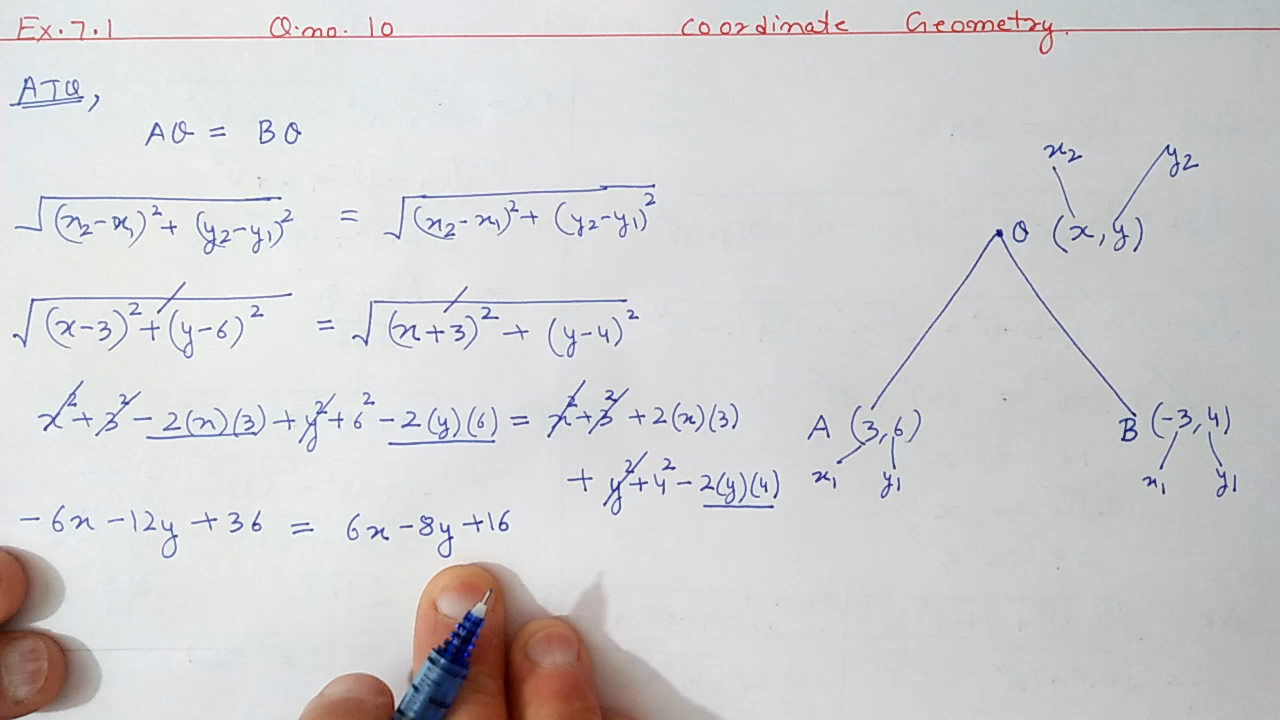 Ex. 7.1 Q.no. 10 Coordinate Geometry.
ATQ,
AO = BO
√(x₂-x₁)² + (y₂-y₁)² = √(x₂-x₁)² + (y₂-y₁)²
√(x-3)² + (y-6)² = √(x+3)² + (y-4)²
x² + 3² - 2(x)(3) + y² + 6² - 2(y)(6) = x² + 3² + 2(x)(3)
+ y² + 4² - 2(y)(4)
-6x - 12y + 36 = 6x - 8y + 16
x₂ y₂
O (x, y)
A (3, 6) B (-3, 4)
x₁ y₁ x₁ y₁